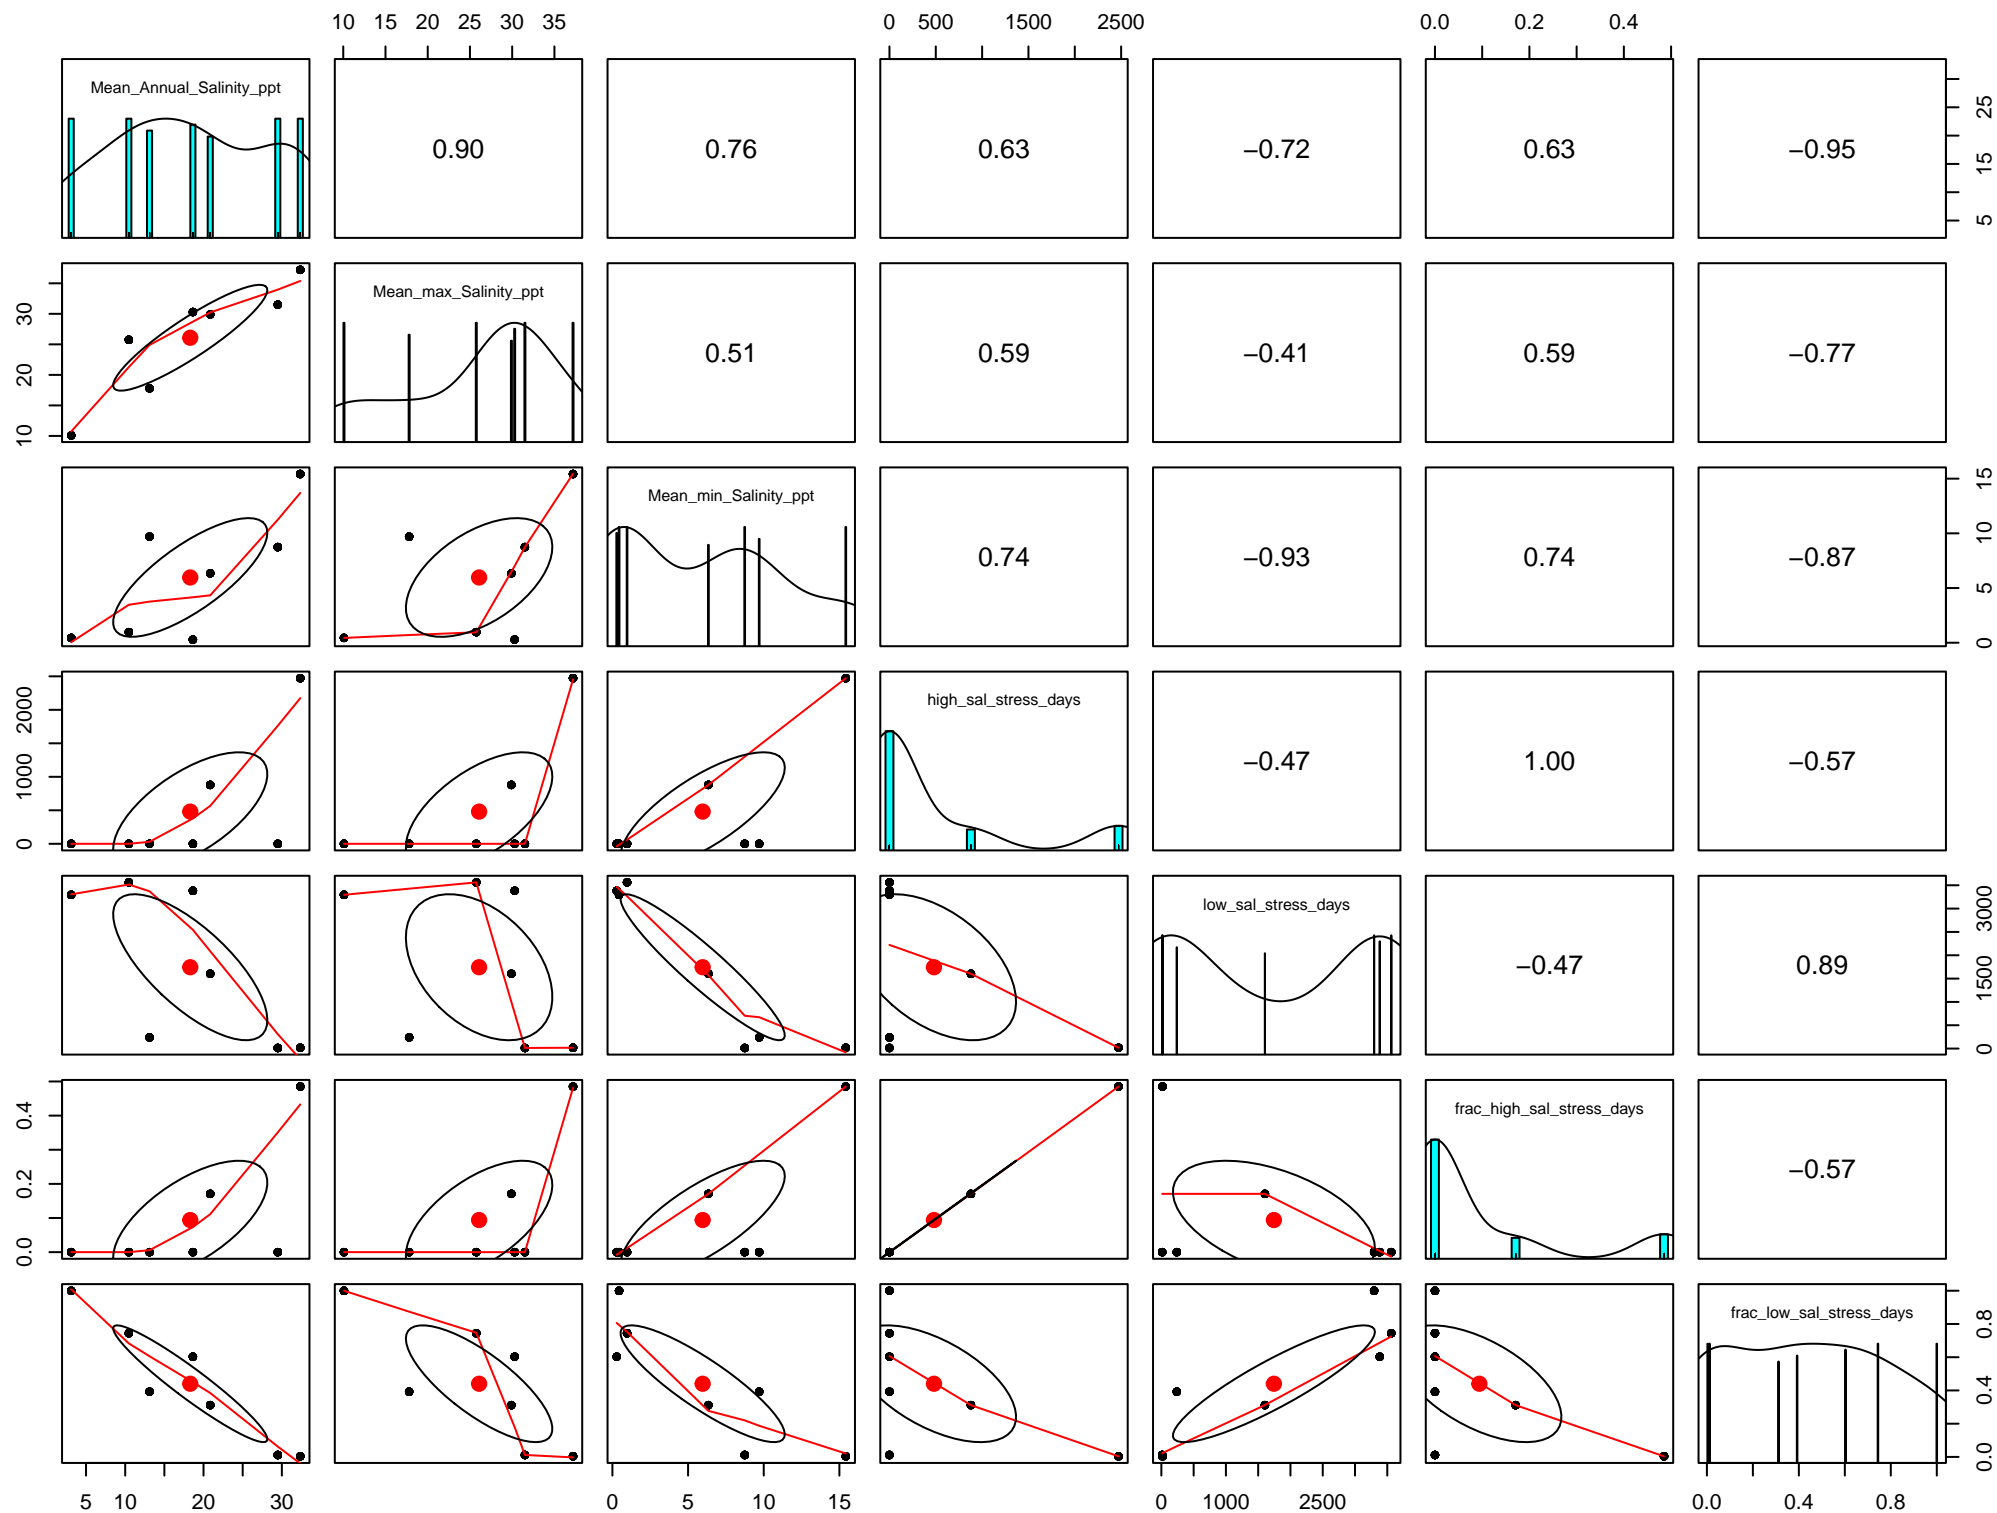 10 15 20 25 30 35 0 500 1500 2500 0.0 0.2 0.4
Mean_Annual_Salinity_ppt 0.90 0.76 0.63 −0.72 0.63 −0.95 5 15 25
10 20 30 Mean_max_Salinity_ppt 0.51 0.59 −0.41 0.59 −0.77
Mean_min_Salinity_ppt 0.74 −0.93 0.74 −0.87 0 5 10 15
0 1000 2000 high_sal_stress_days −0.47 1.00 −0.57
low_sal_stress_days −0.47 0.89 0 1500 3000
0.0 0.2 0.4 frac_high_sal_stress_days −0.57
frac_low_sal_stress_days 0.0 0.4 0.8
5 10 20 30 0 5 10 15 0 1000 2500 0.0 0.4 0.8